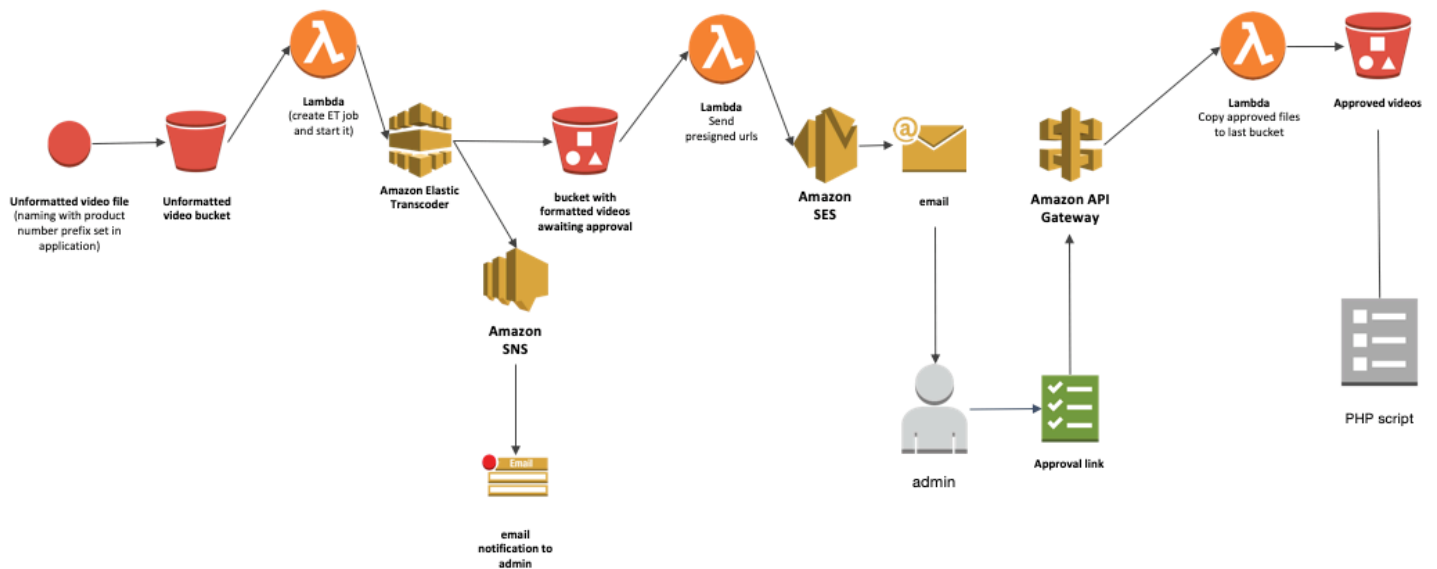 Unformatted video file
(naming with product
number prefix set in
application)
Unformatted
video bucket
λ
Lambda
(create ET job
and start it)
Amazon Elastic
Transcoder
bucket with
formatted videos
awaiting approval
Amazon
SNS
Email
email
notification to
admin
λ
Lambda
Send
presigned urls
Amazon
SES
@
email
admin
Approval link
Amazon API
Gateway
λ
Lambda
Copy approved files
to last bucket
Approved videos
PHP script